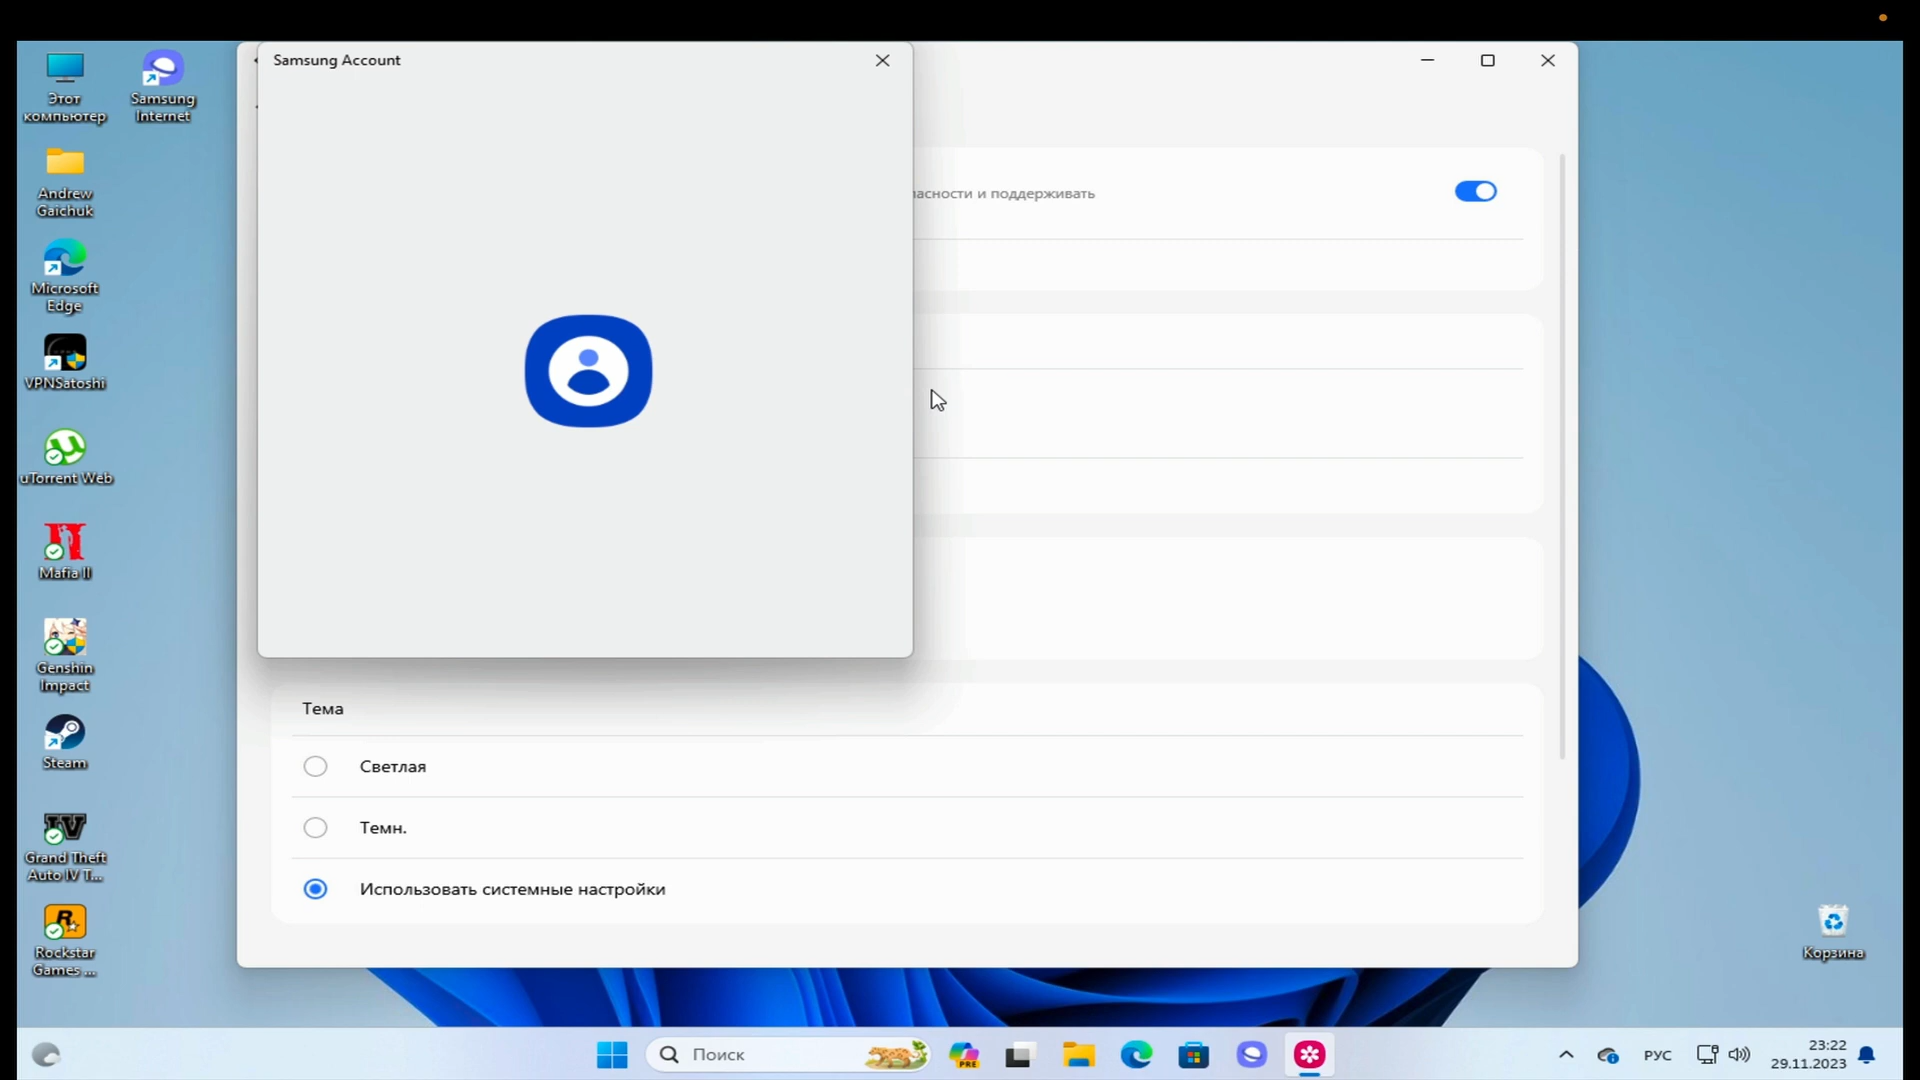 Samsung Account
Этот
компьютер
Samsung
Internet
Andrew
Gaichuk
Microsoft
Edge
VPNSatoshi
uTorrent Web
Mafia II
Genshin
Impact
Steam
Grand Theft
Auto IV T...
Rockstar
Games ...
и поддерживать
Тема
Светлая
Темн.
Использовать системные настройки
Корзина
Поиск
PRE
РУС
23:22
29.11.2023